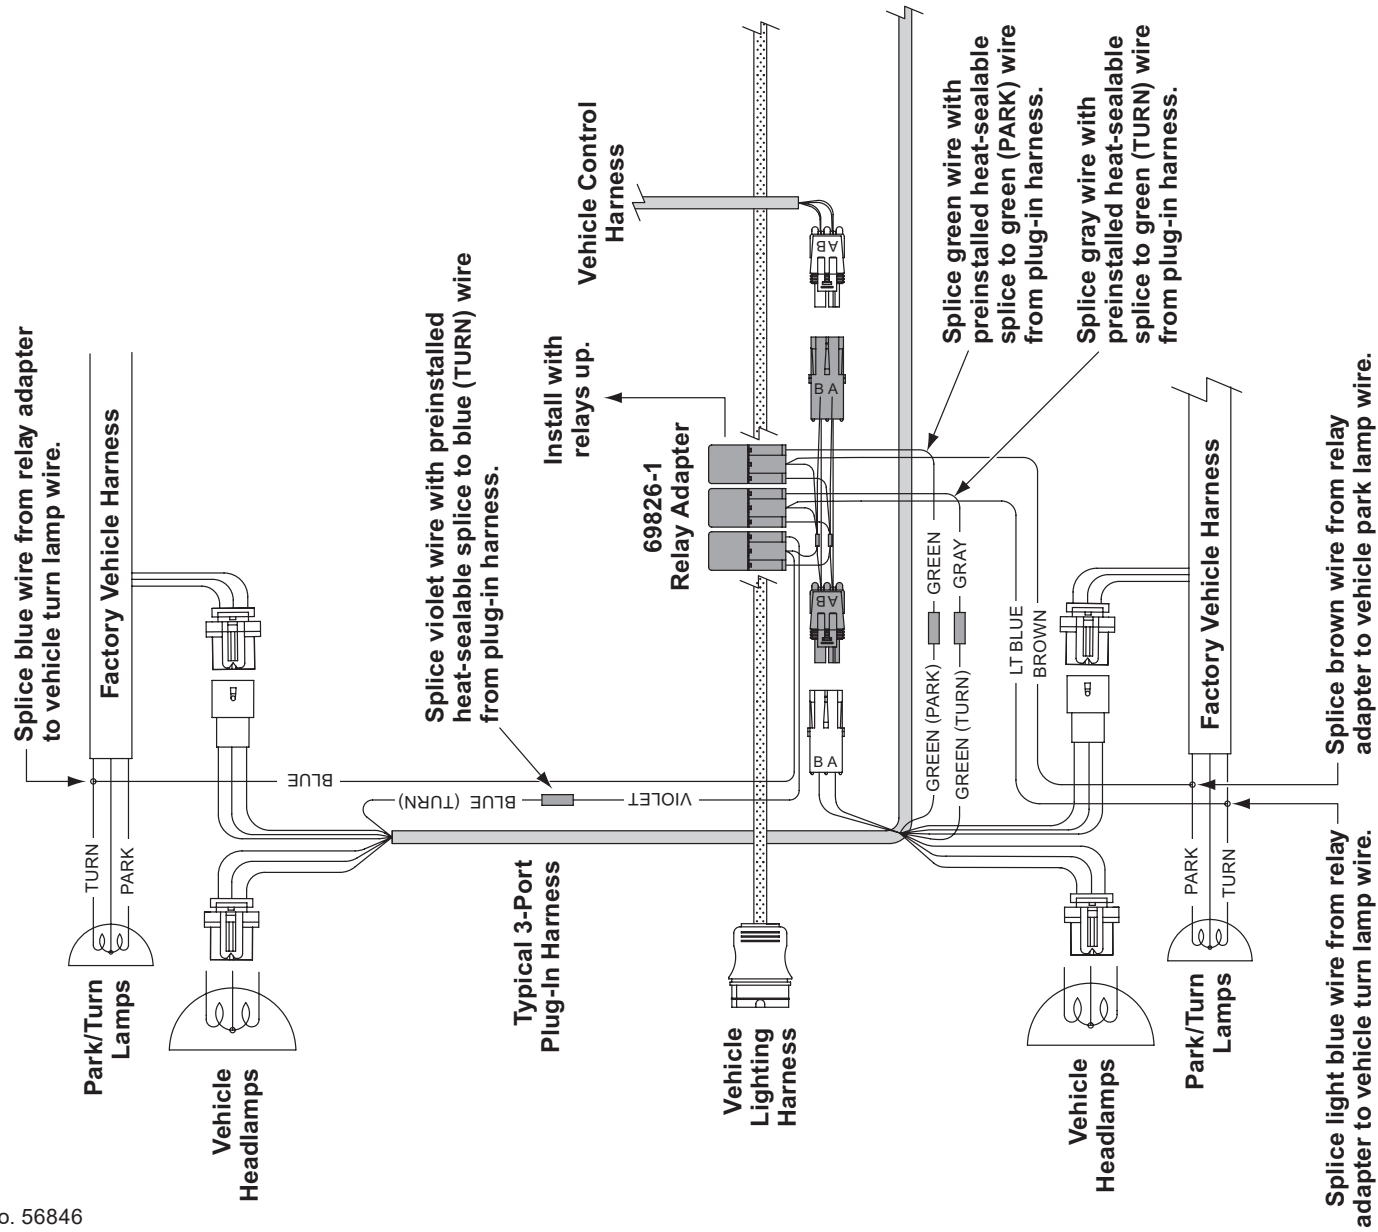 Splice blue wire from relay adapter
to vehicle turn lamp wire.
Factory Vehicle Harness
TURN
PARK
Park/Turn
Lamps
Vehicle
Headlamps
BLUE
BLUE (TURN)
VIOLET
Splice violet wire with preinstalled
heat-sealable splice to blue (TURN) wire
from plug-in harness.
Typical 3-Port
Plug-In Harness
Install with
relays up.
Vehicle Control
Harness
69826-1
Relay Adapter
Vehicle
Lighting
Harness
AB
B A
AB
B A
Splice green wire with
preinstalled heat-sealable
splice to green (PARK) wire
from plug-in harness.
Splice gray wire with
preinstalled heat-sealable
splice to green (TURN) wire
from plug-in harness.
GREEN (PARK)
GREEN
GREEN (TURN)
GRAY
LT BLUE
BROWN
Vehicle
Headlamps
Factory Vehicle Harness
PARK
TURN
Park/Turn
Lamps
Splice brown wire from relay
adapter to vehicle park lamp wire.
Splice light blue wire from relay
adapter to vehicle turn lamp wire.
o. 56846